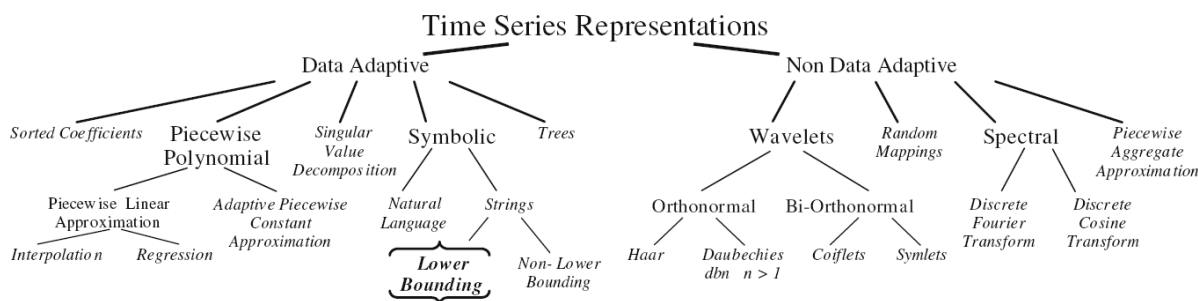 Time Series Representations
Data Adaptive
Non Data Adaptive
Sorted Coefficients
Piecewise
Polynomial
Singular
Value
Decomposition
Symbolic
Trees
Wavelets
Random
Mappings
Spectral
Piecewise
Aggregate
Approximation
Piecewise Linear
Approximation
Adaptive Piecewise
Constant
Approximation
Natural
Language
Strings
Orthonormal
Bi-Orthonormal
Discrete
Fourier
Transform
Discrete
Cosine
Transform
Interpolation
Regression
Lower
Bounding
Non- Lower
Bounding
Haar
Daubechies
dbn n > 1
Coiflets
Symlets